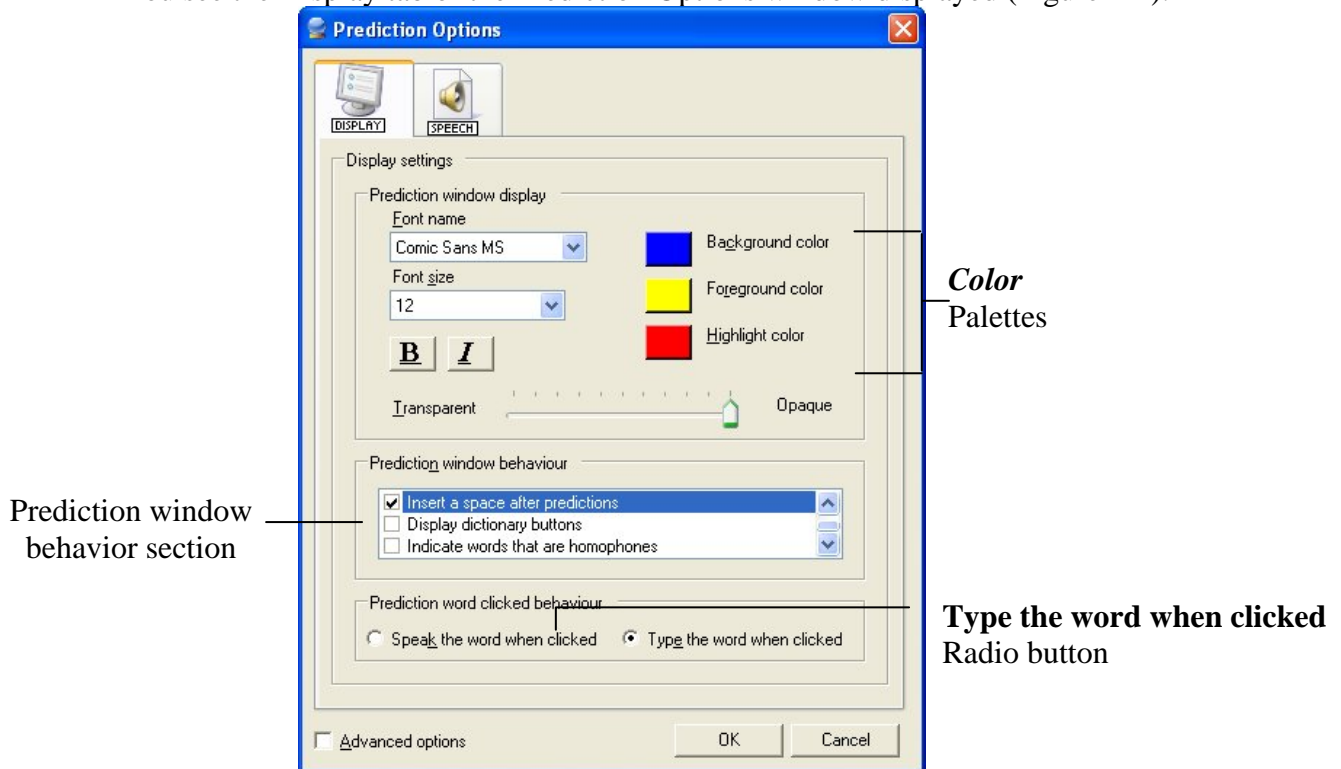 Prediction Options
DISPLAY
SPEECH
Display settings
Prediction window display
Font name
Comic Sans MS
Background color
Font size
12
Foreground color
B I
Highlight color
Transparent
Opaque
Color
Palettes
Prediction window behaviour
Insert a space after predictions
Display dictionary buttons
Indicate words that are homophones
Prediction window
behavior section
Prediction word clicked behaviour
Speak the word when clicked
Type the word when clicked
Type the word when clicked
Radio button
Advanced options
OK
Cancel